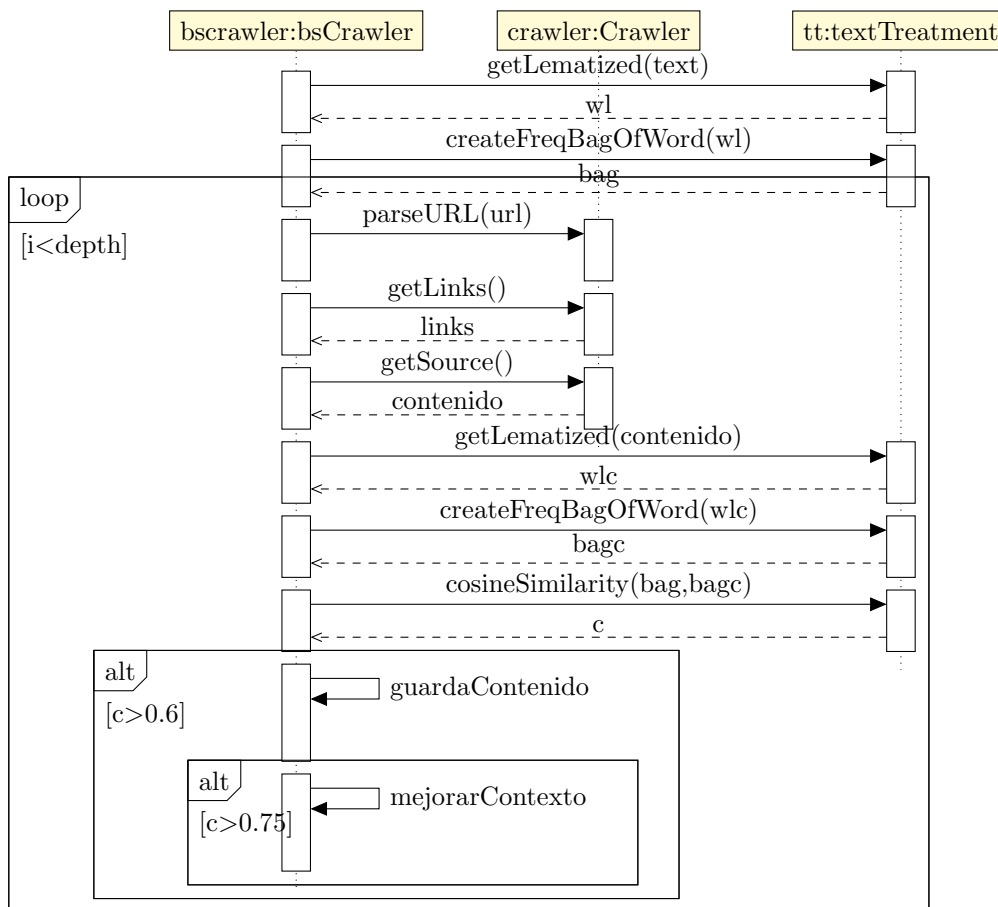 bscrawler:bsCrawler
crawler:Crawler
tt:textTreatment
getLematized(text)
wl
createFreqBagOfWord(wl)
bag
loop
parseURL(url)
[i<depth]
getLinks()
links
getSource()
contenido
getLematized(contenido)
wlc
createFreqBagOfWord(wlc)
bagc
cosineSimilarity(bag,bagc)
c
alt
guardaContenido
[c>0.6]
alt
mejorarContexto
[c>0.75]